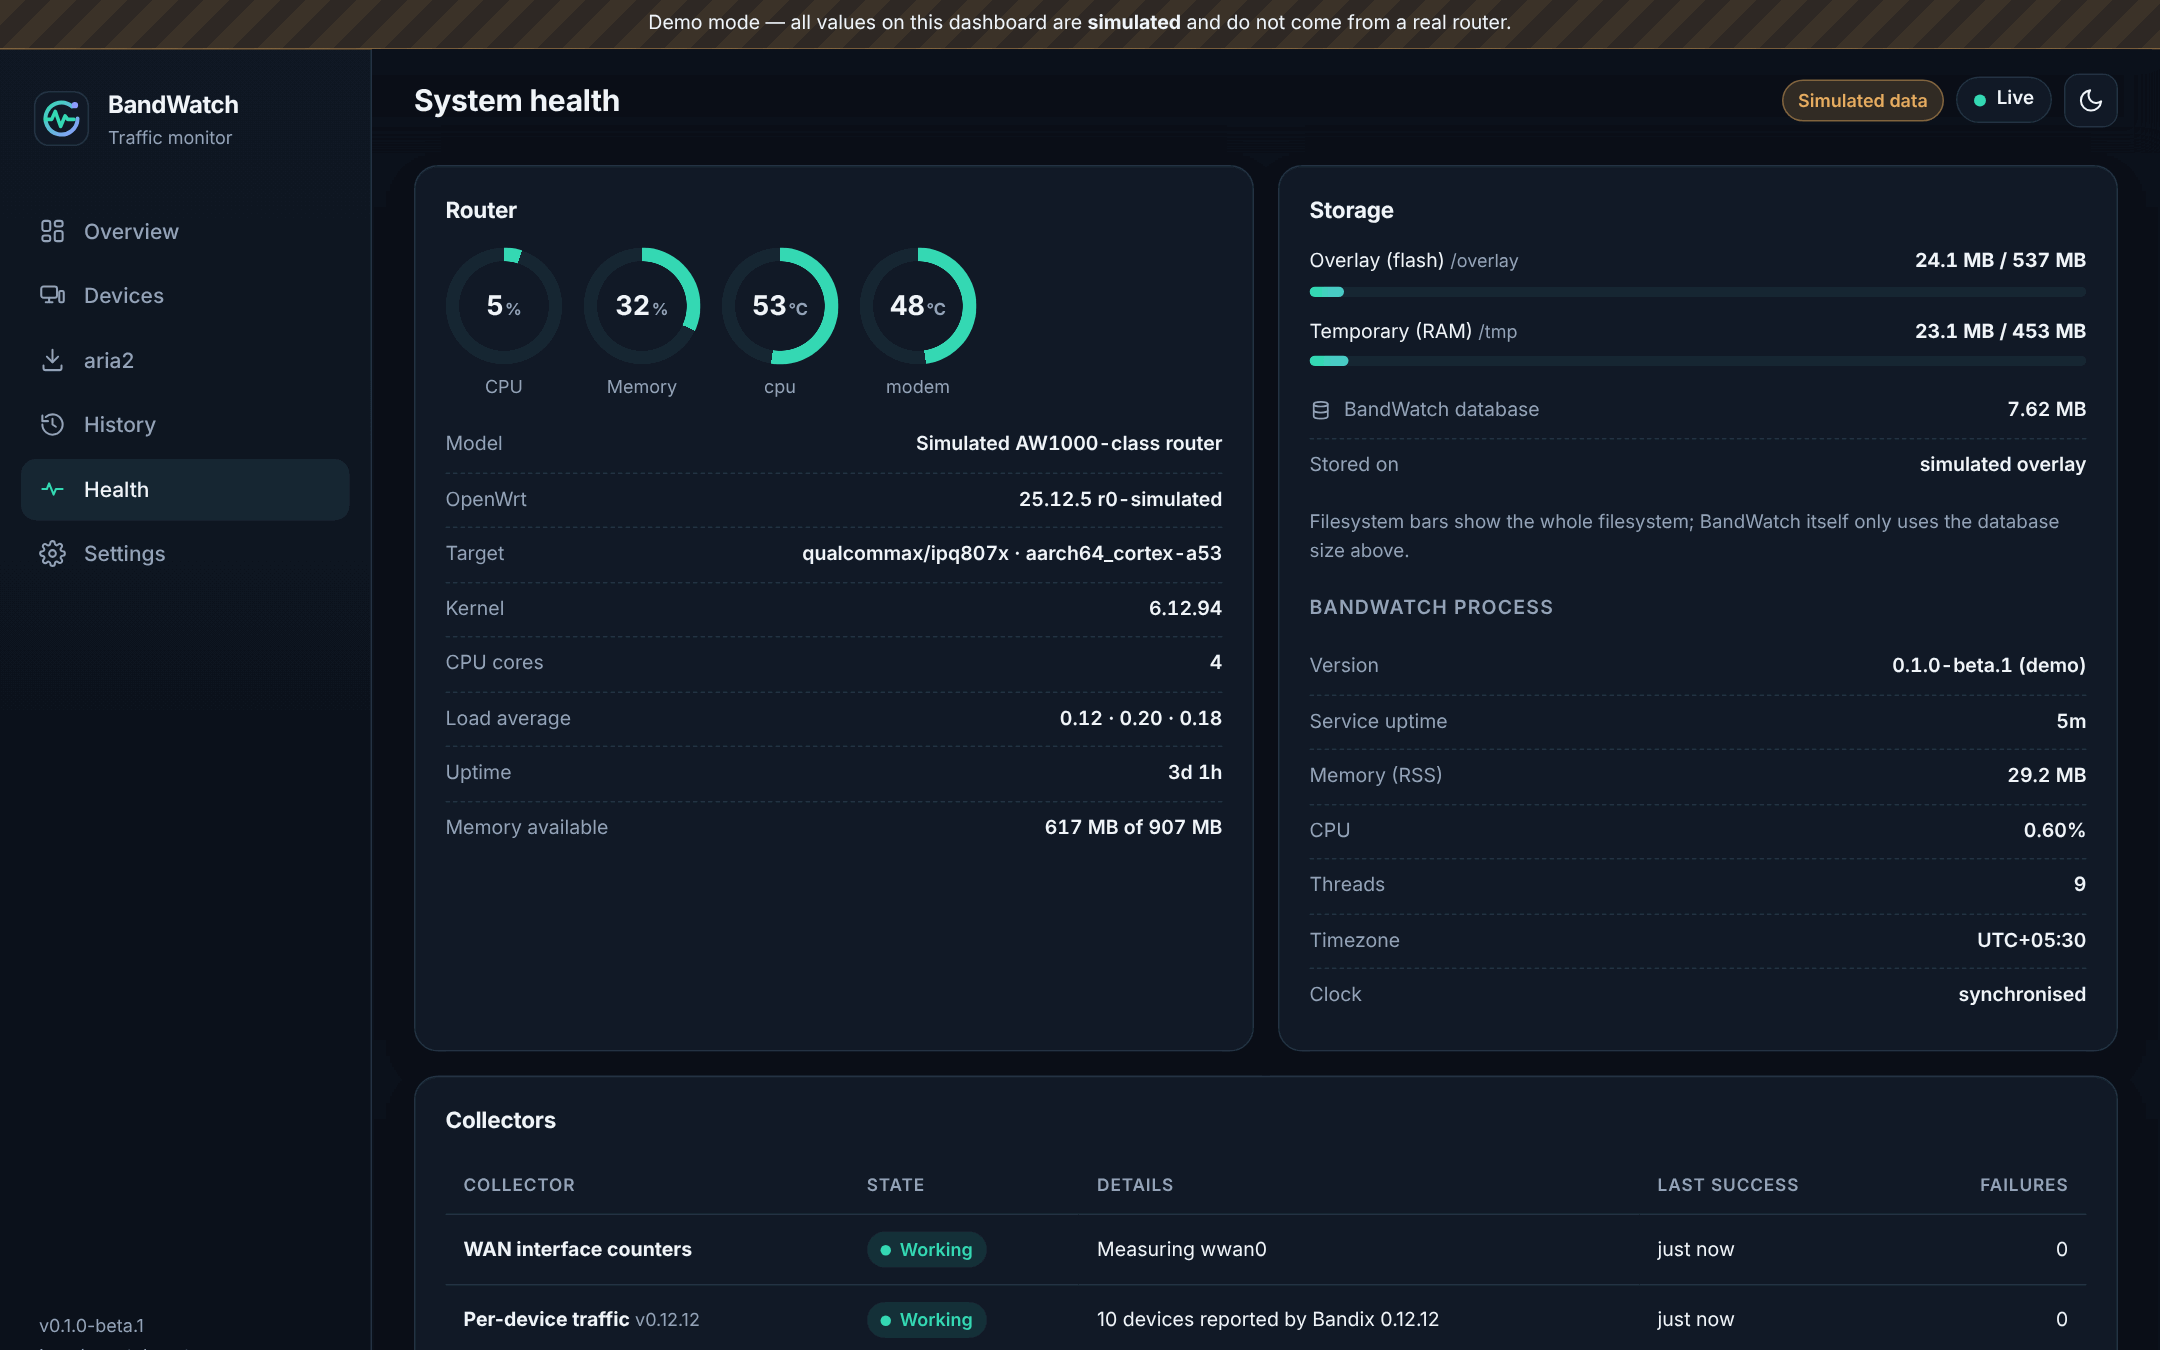 Demo mode — all values on this dashboard are simulated and do not come from a real router.
BandWatch
Traffic monitor
Overview
Devices
aria2
History
Health
Settings
v0.1.0-beta.1
System health
Simulated data
Live
Router
5%
32%
53°C
48°C
CPU
Memory
cpu
modem
Model Simulated AW1000-class router
OpenWrt 25.12.5 r0-simulated
Target qualcommax/ipq807x · aarch64_cortex-a53
Kernel 6.12.94
CPU cores 4
Load average 0.12 · 0.20 · 0.18
Uptime 3d 1h
Memory available 617 MB of 907 MB
Storage
Overlay (flash) /overlay 24.1 MB / 537 MB
Temporary (RAM) /tmp 23.1 MB / 453 MB
BandWatch database 7.62 MB
Stored on simulated overlay
Filesystem bars show the whole filesystem; BandWatch itself only uses the database
size above.
BANDWATCH PROCESS
Version 0.1.0-beta.1 (demo)
Service uptime 5m
Memory (RSS) 29.2 MB
CPU 0.60%
Threads 9
Timezone UTC+05:30
Clock synchronised
Collectors
COLLECTOR STATE DETAILS LAST SUCCESS FAILURES
WAN interface counters Working Measuring wwan0 just now 0
Per-device traffic v0.12.12 Working 10 devices reported by Bandix 0.12.12 just now 0